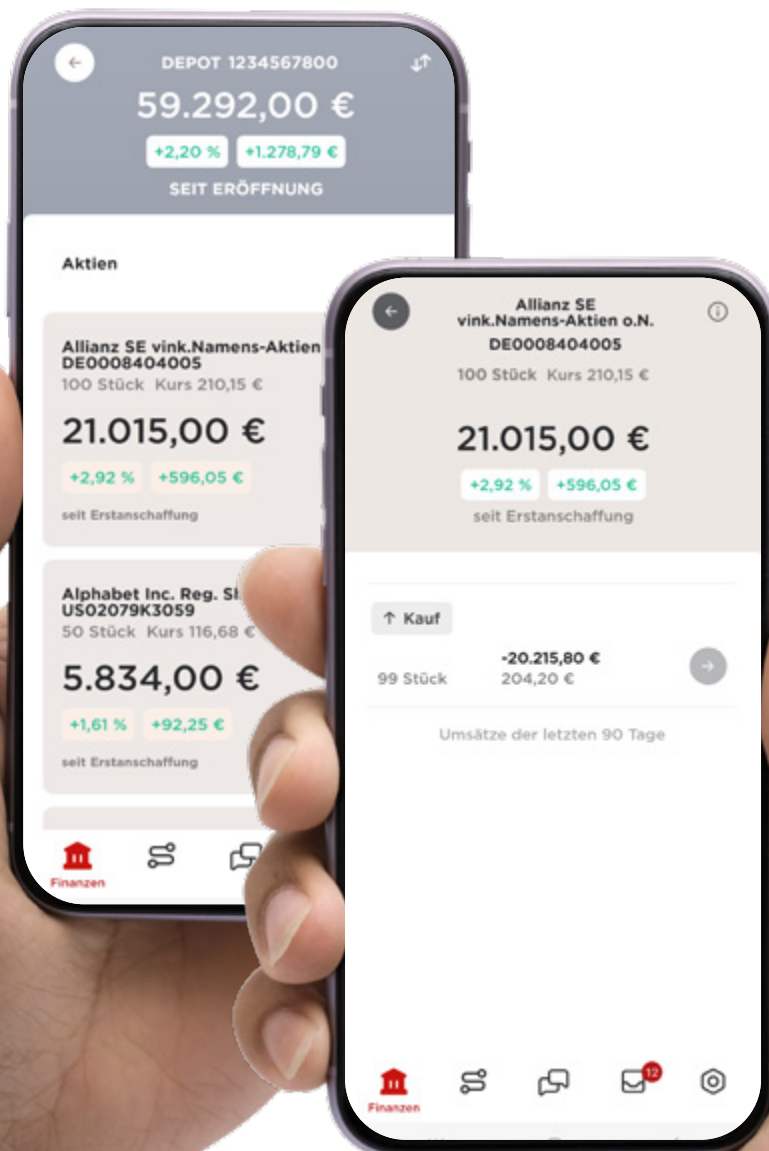 DEPOT 1234567800
59.292,00 €
+2,20 % +1.278,79 €
SEIT ERÖFFNUNG
Aktien
Allianz SE vink.Namens-Aktien
DE0008404005
100 Stück Kurs 210,15 €
21.015,00 €
+2,92 % +596,05 €
seit Erstanschaffung
Alphabet Inc. Reg.
US02079K3059
50 Stück Kurs 116,68 €
5.834,00 €
+1,61 % +92,25 €
seit Erstanschaffung
Finanzen
Allianz SE
vink.Namens-Aktien o.N.
DE0008404005
100 Stück Kurs 210,15 €
21.015,00 €
+2,92 % +596,05 €
seit Erstanschaffung
↑ Kauf
-20.215,80 €
99 Stück 204,20 €
Umsätze der letzten 90 Tage
12
Finanzen